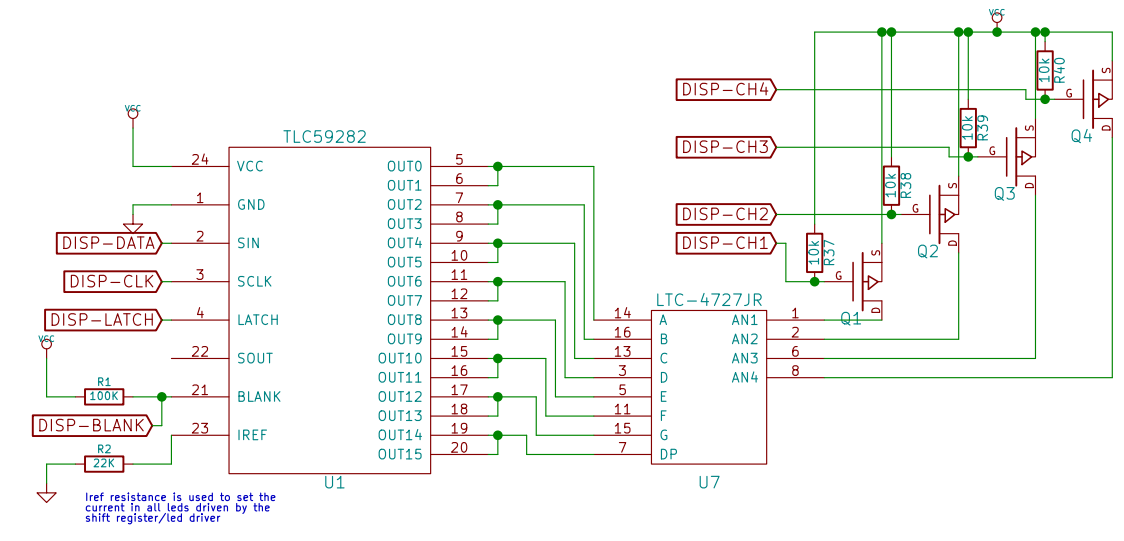 VCC
DISP-CH4
10k
R40
G
S
D
Q4
VCC
TLC59282
DISP-CH3
10k
R39
G
S
D
Q3
24
VCC
OUT0
5
OUT1
6
10k
R38
G
S
D
Q2
1
GND
OUT2
7
DISP-CH2
OUT3
8
DISP-DATA
2
SIN
OUT4
9
DISP-CH1
10k
R37
G
S
D
Q1
OUT5
10
DISP-CLK
3
SCLK
OUT6
11
OUT7
12
LTC-4727JR
DISP-LATCH
4
LATCH
OUT8
13
14
A
AN1
1
VCC
OUT9
14
16
B
AN2
2
22
SOUT
OUT10
15
13
C
AN3
6
OUT11
16
3
D
AN4
8
R1
100K
21
BLANK
OUT12
17
5
E
DISP-BLANK
OUT13
18
11
F
23
IREF
OUT14
19
15
G
R2
22K
OUT15
20
7
DP
U1
U7
Iref resistance is used to set the
current in all leds driven by the
shift register/led driver